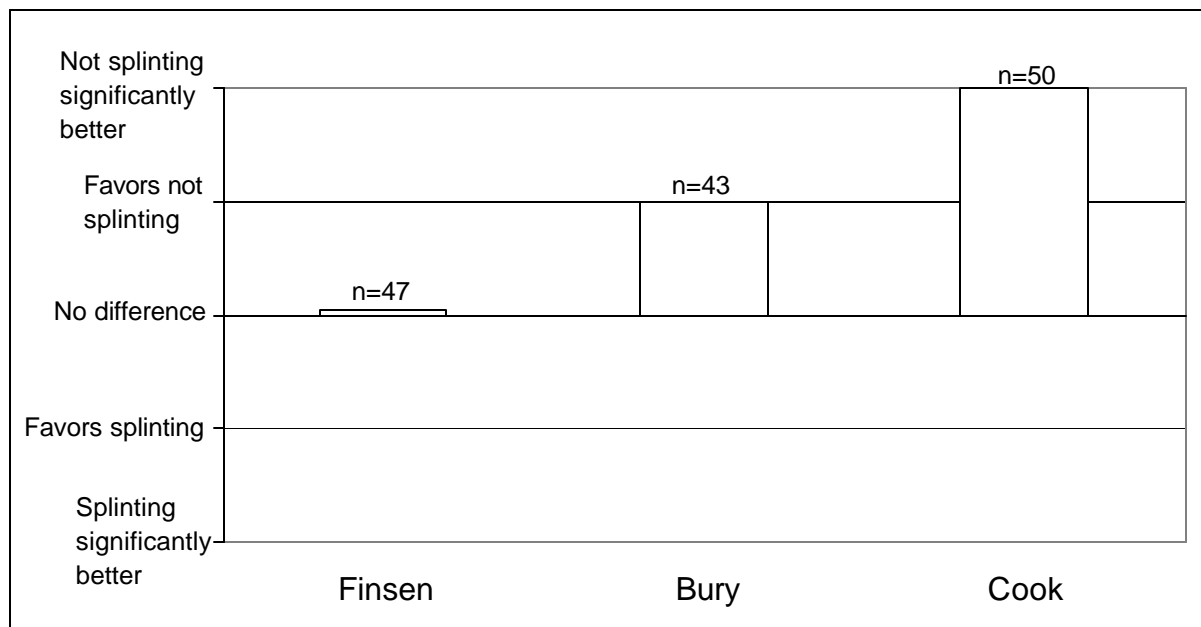 Not splinting
significantly
better
n=50
Favors not
splinting
n=43
n=47
No difference
Favors splinting
Splinting
significantly
better
Finsen
Bury
Cook